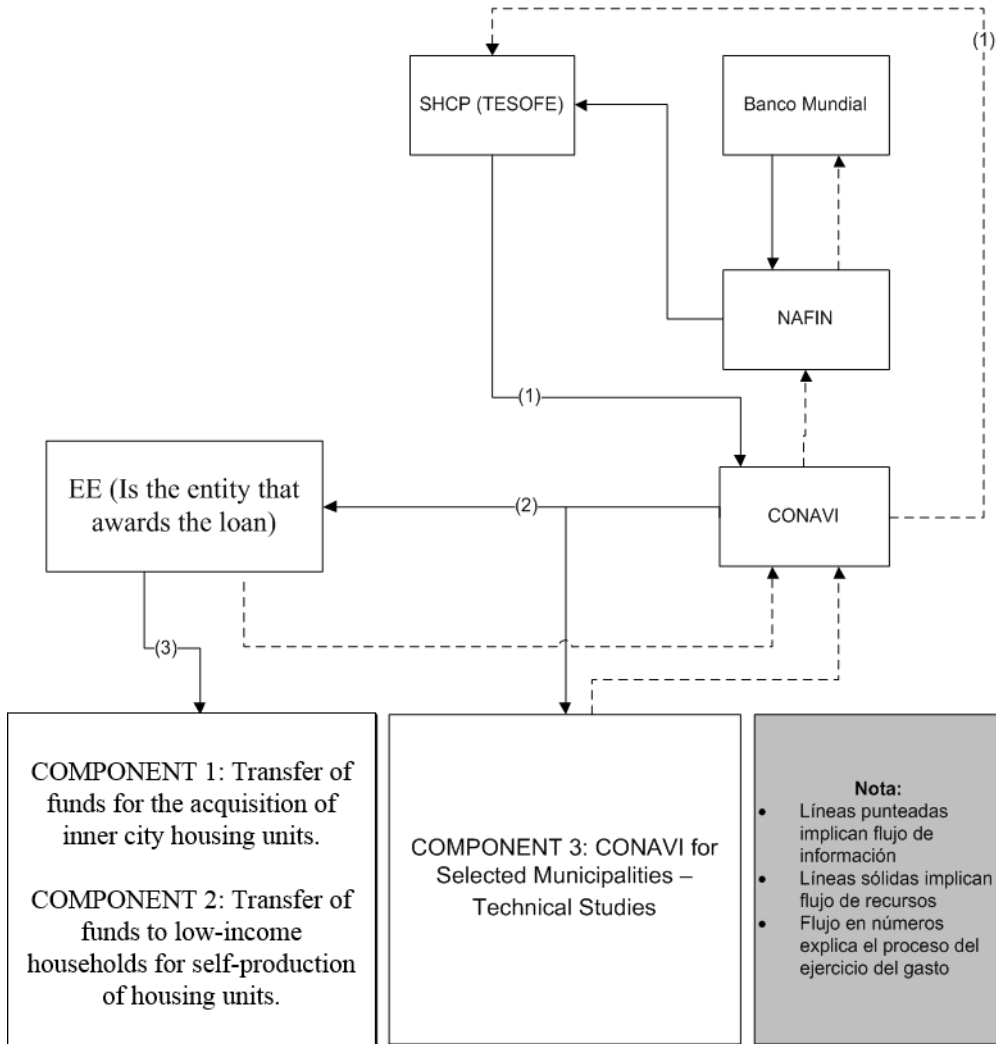 (1)
SHCP (TESOFE)
Banco Mundial
NAFIN
(1)
EE (Is the entity that
awards the loan)
(2)
CONAVI
(3)
COMPONENT 1: Transfer of
funds for the acquisition of
inner city housing units.
COMPONENT 2: Transfer of
funds to low-income
households for self-production
of housing units.
COMPONENT 3: CONAVI for
Selected Municipalities –
Technical Studies
Nota:
• Líneas punteadas
implican flujo de
información
• Líneas sólidas implican
flujo de recursos
• Flujo en números
explica el proceso del
ejercicio del gasto